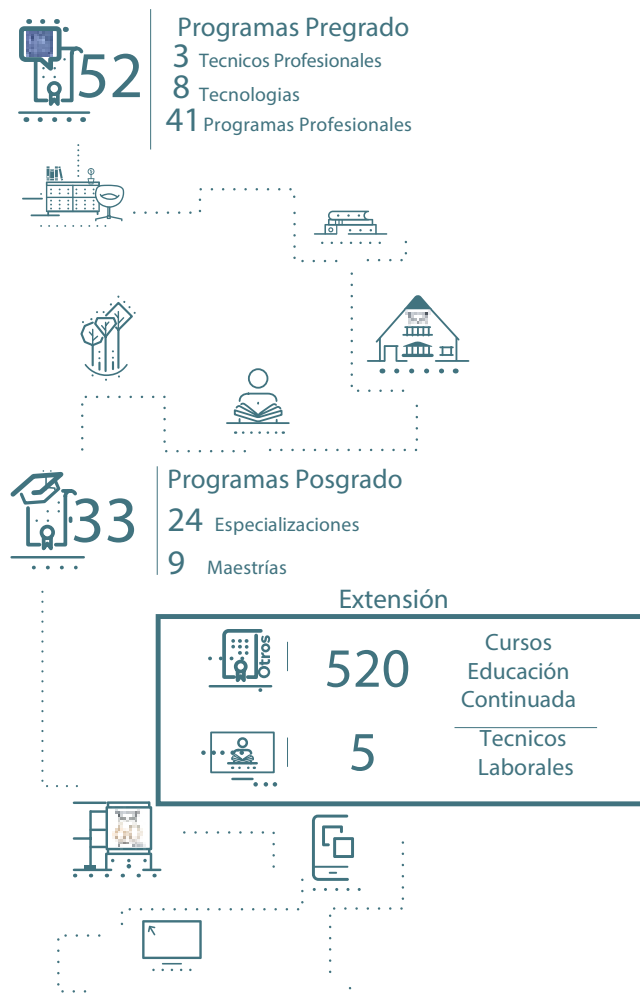 52
Programas Pregrado
3 Tecnicos Profesionales
8 Tecnologias
41 Programas Profesionales
33
Programas Posgrado
24 Especializaciones
9 Maestrías
Extensión
Otros
520
Cursos
Educación
Continuada
5
Tecnicos
Laborales